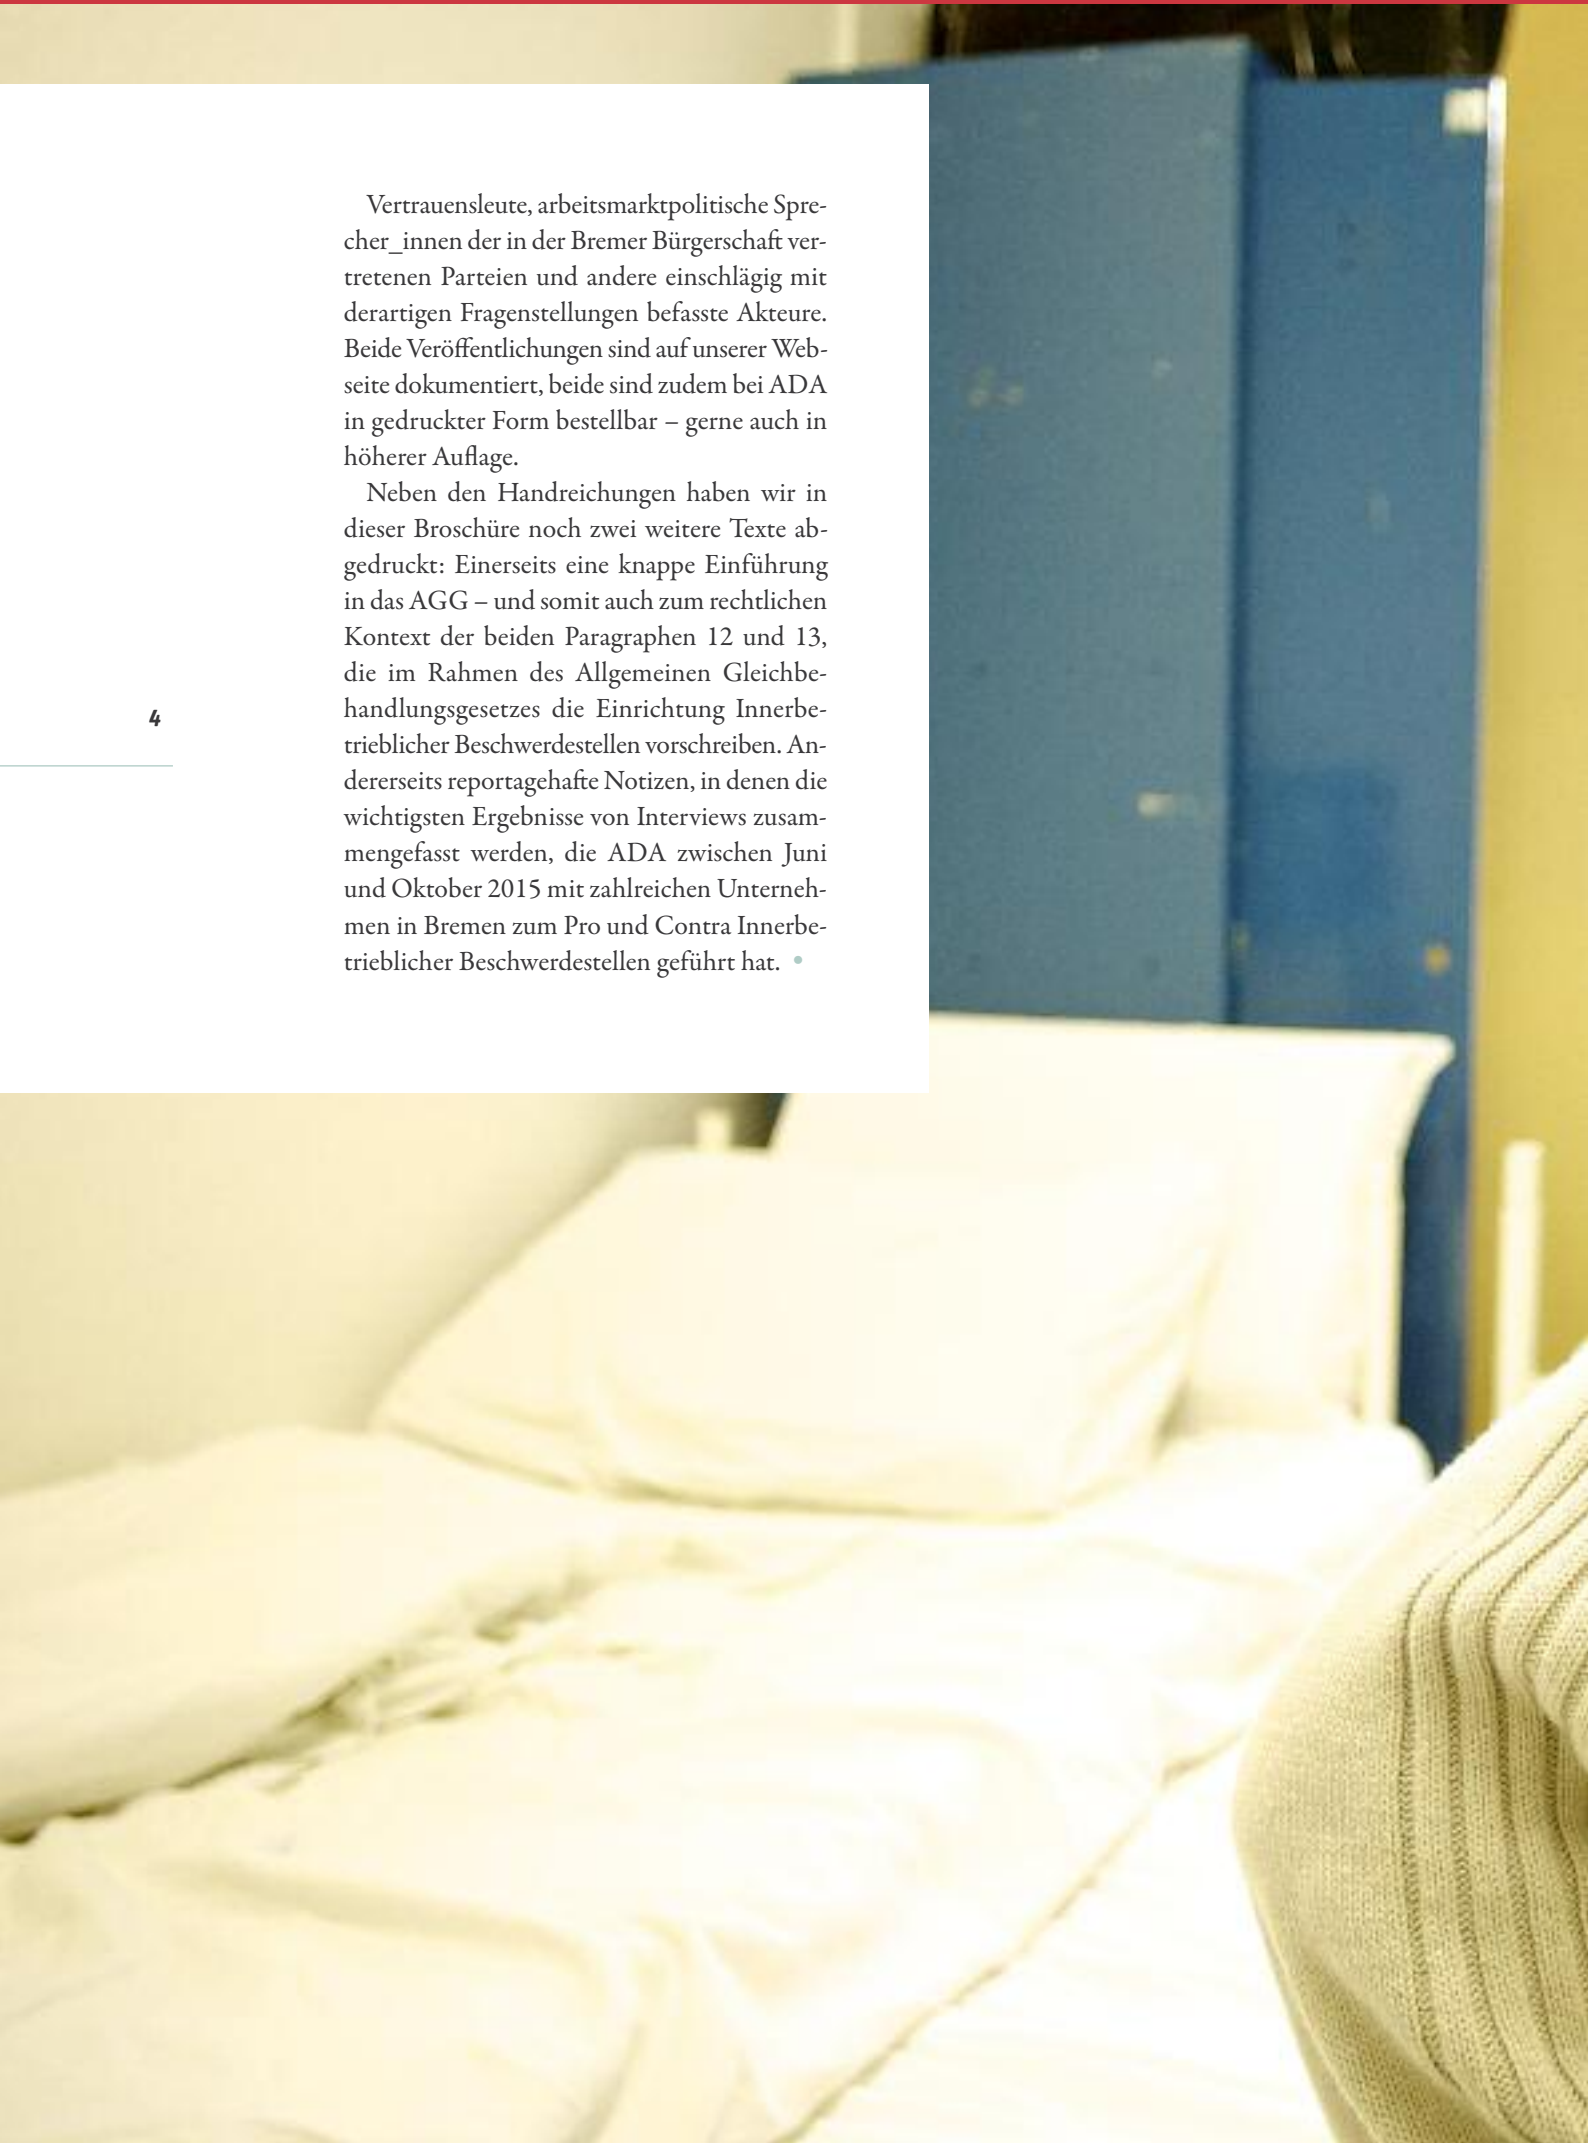 Vertrauensleute, arbeitsmarktpolitische Spre-
cher_innen der in der Bremer Bürgerschaft ver-
tretenen Parteien und andere einschlägig mit
derartigen Fragenstellungen befasste Akteure.
Beide Veröffentlichungen sind auf unserer Web-
seite dokumentiert, beide sind zudem bei ADA
in gedruckter Form bestellbar – gerne auch in
höherer Auflage.
Neben den Handreichungen haben wir in
dieser Broschüre noch zwei weitere Texte ab-
gedruckt: Einerseits eine knappe Einführung
in das AGG – und somit auch zum rechtlichen
Kontext der beiden Paragraphen 12 und 13,
die im Rahmen des Allgemeinen Gleichbe-
handlungsgesetzes die Einrichtung Innerbe-
trieblicher Beschwerdestellen vorschreiben. An-
dererseits reportagehafte Notizen, in denen die
wichtigsten Ergebnisse von Interviews zusam-
mengefasst werden, die ADA zwischen Juni
und Oktober 2015 mit zahlreichen Unterneh-
men in Bremen zum Pro und Contra Innerbe-
trieblicher Beschwerdestellen geführt hat. •
4